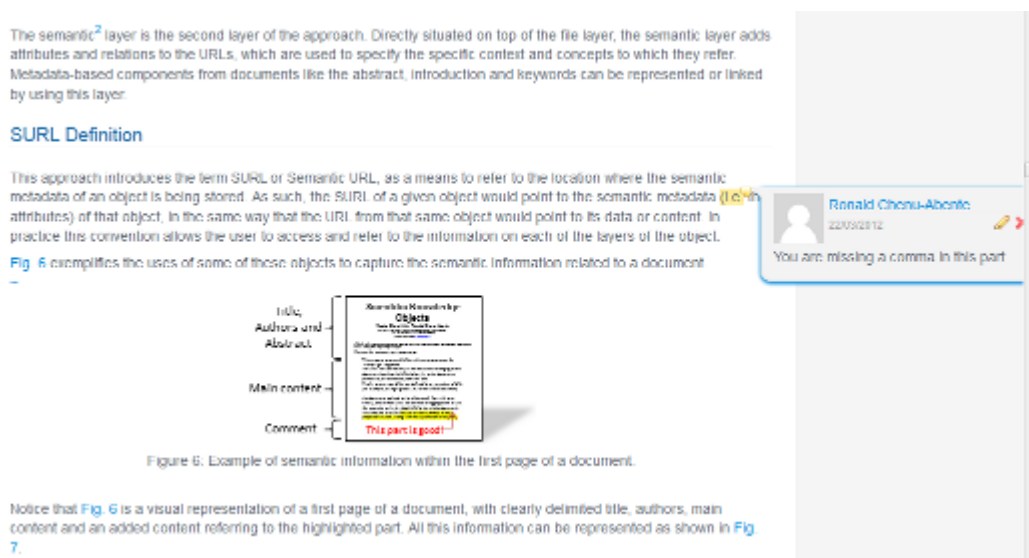 The semantic2 layer is the second layer of the approach. Directly situated on top of the file layer, the semantic layer adds
attributes and relations to the URLs, which are used to specify the specific context and concepts to which they refer.
Metadata-based components from documents like the abstract, introduction and keywords can be represented or linked
by using this layer.
SURL Definition
This approach introduces the term SURL or Semantic URL, as a means to refer to the location where the semantic
metadata of an object is being stored. As such, the SURL of a given object would point to the semantic metadata (i.e.
attributes) of that object, in the same way that the URL from that same object would point to its data or content. In
practice this convention allows the user to access and refer to the information on each of the layers of the object.
Fig. 6 exemplifies the uses of some of these objects to capture the semantic information related to a document
Ronald Chenu-Abente
22/03/2012
You are missing a comma in this part
Title,
Authors and
Abstract
Main content
Comment
Objects
This part is good!
Figure 6: Example of semantic information within the first page of a document.
Notice that Fig. 6 is a visual representation of a first page of a document, with clearly delimited title, authors, main
content and an added content referring to the highlighted part. All this information can be represented as shown in Fig.
7.